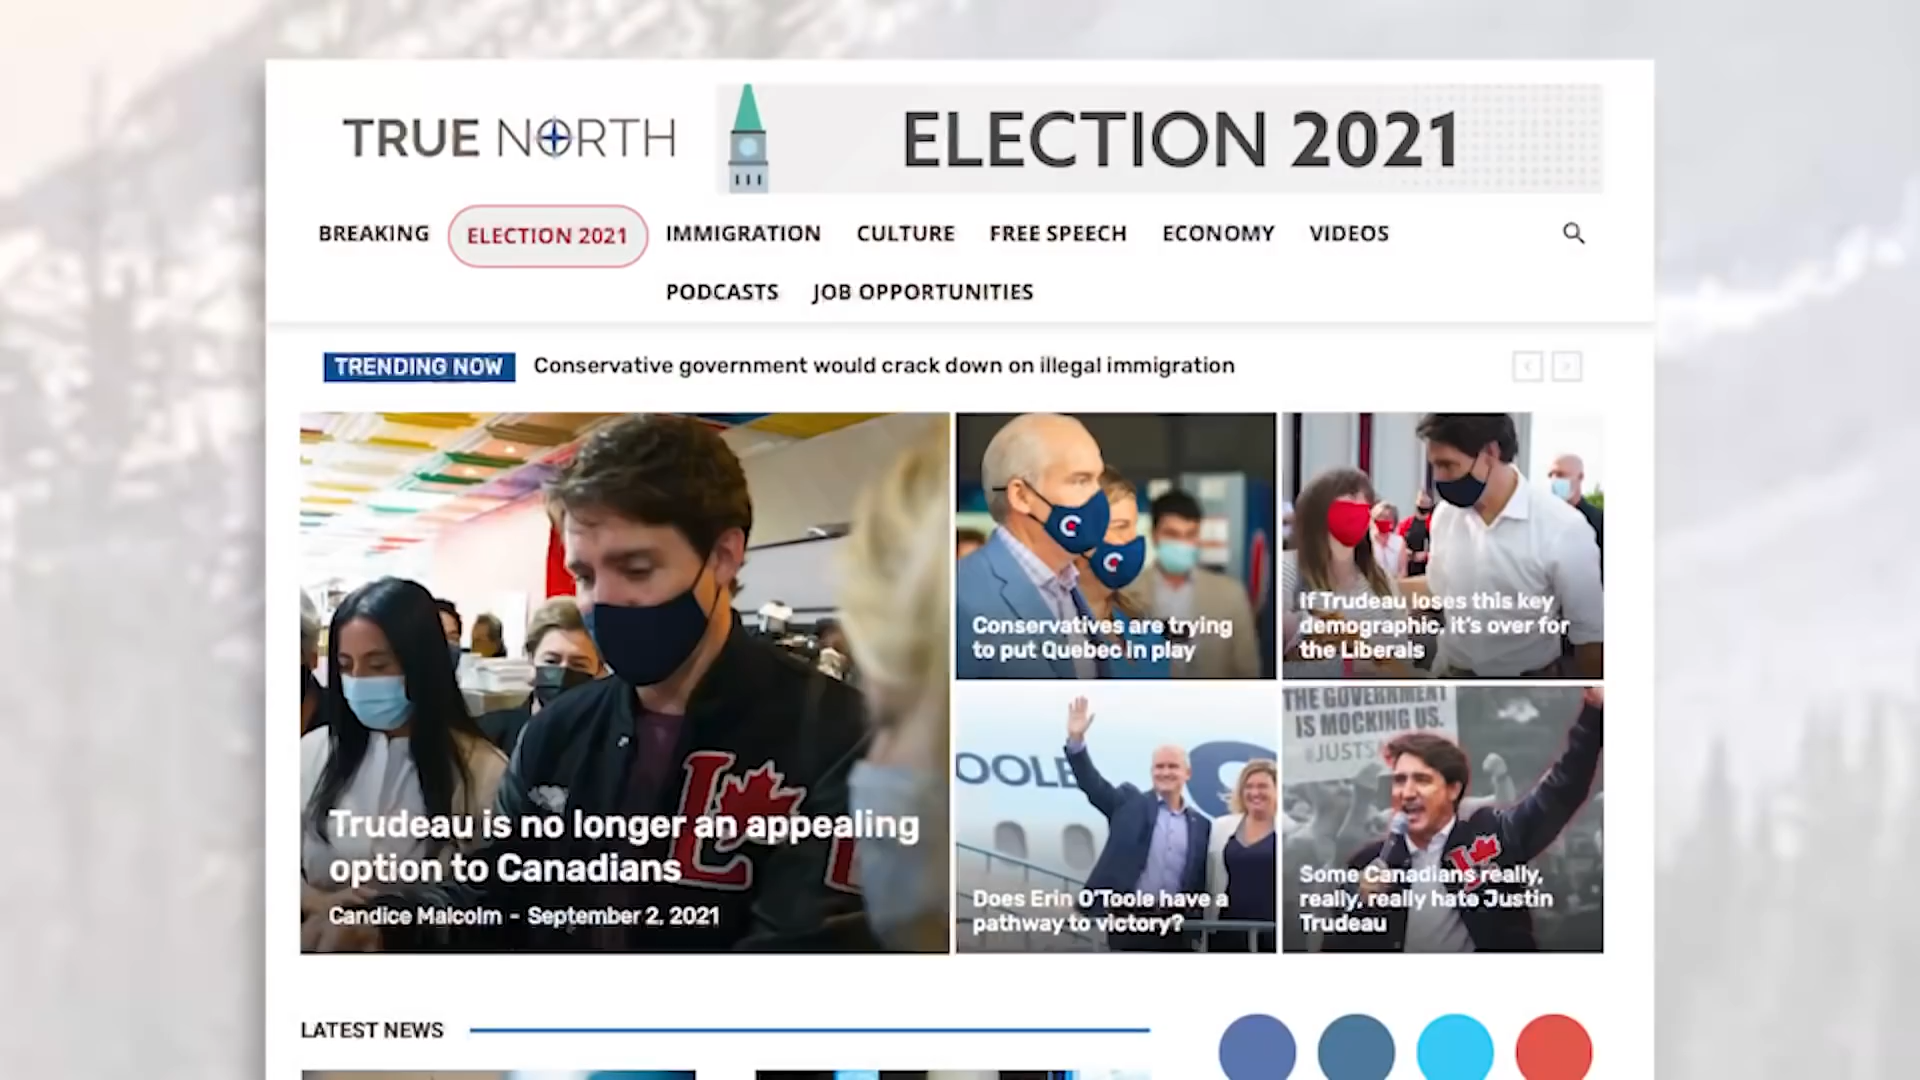 TRUE NORTH
ELECTION 2021
BREAKING
ELECTION 2021
IMMIGRATION
CULTURE
FREE SPEECH
ECONOMY
VIDEOS
PODCASTS
JOB OPPORTUNITIES
TRENDING NOW
Conservative government would crack down on illegal immigration
Trudeau is no longer an appealing
option to Canadians
Candice Malcolm - September 2, 2021
Conservatives are trying
to put Quebec in play
If Trudeau loses this key
demographic, it's over for
the Liberals
OOLE
Does Erin O'Toole have a
pathway to victory?
THE GOVERNMENT
IS MOCKING US.
Some Canadians really,
really, really hate Justin
Trudeau
LATEST NEWS